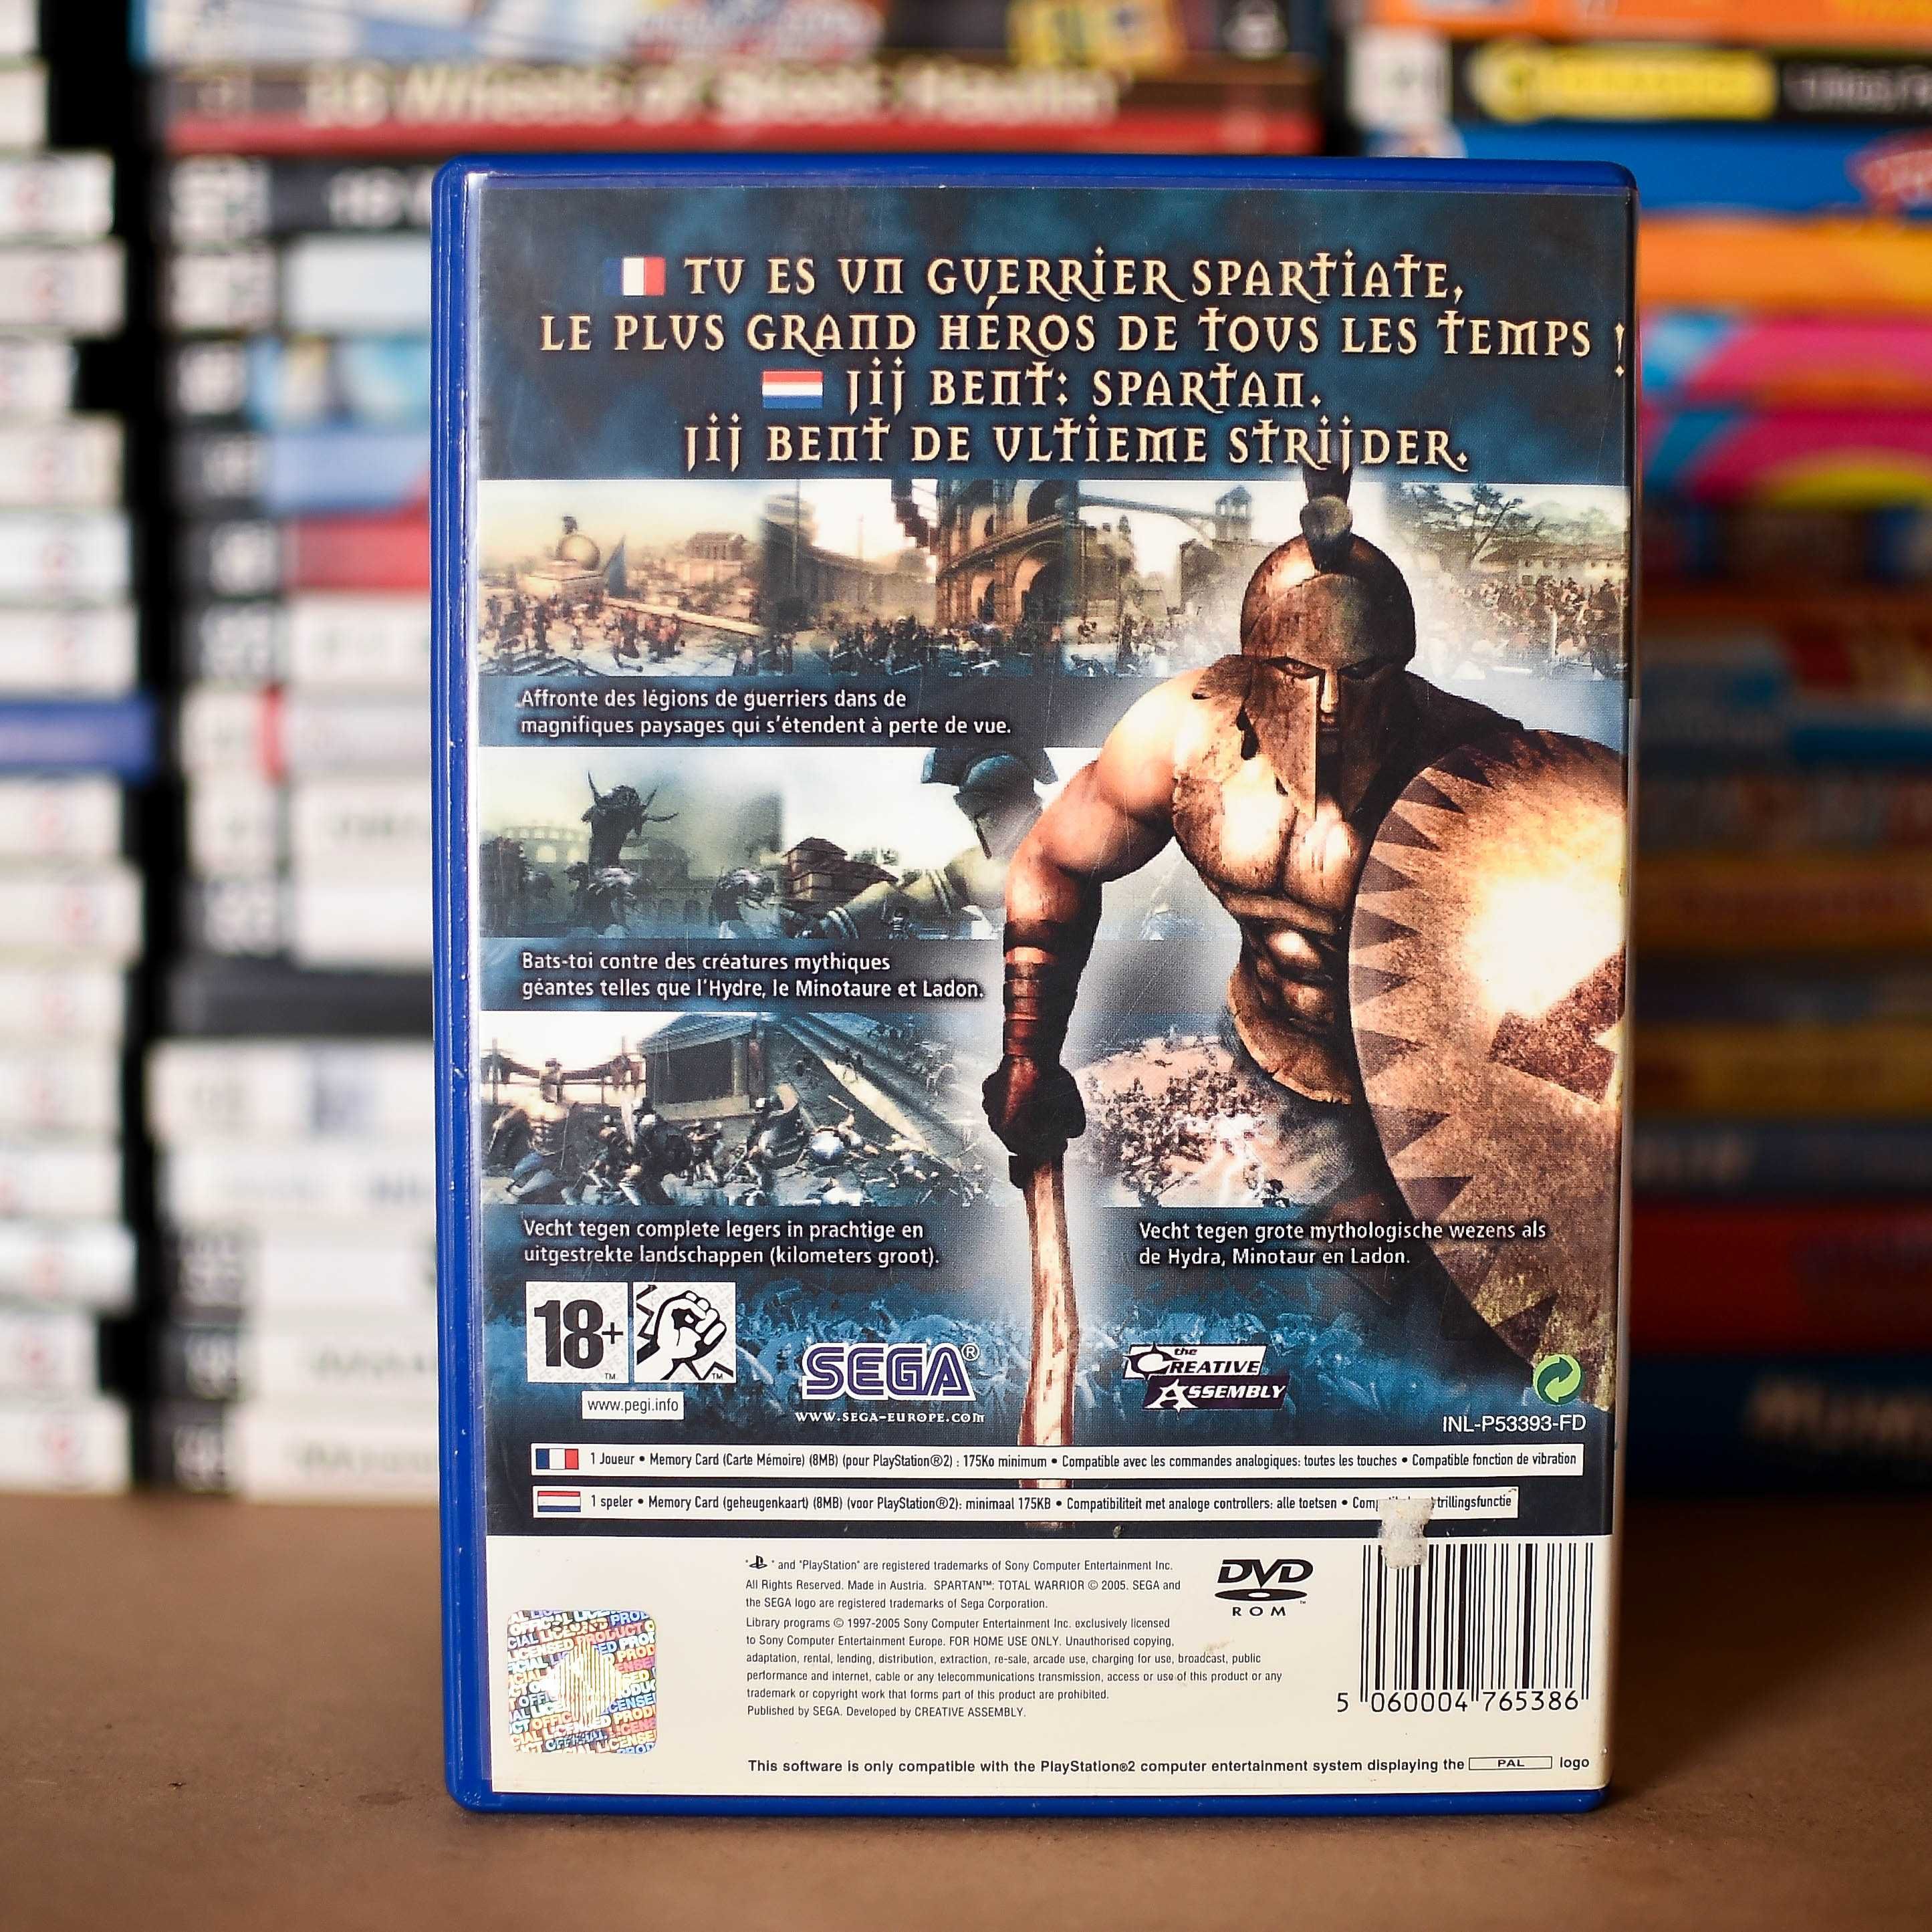 TU ES UN GUERRIER SPARTIATE,
LE PLUS GRAND HÉROS DE TOUS LES TEMPS !
JIJ BENT: SPARTAN.
JIJ BENT DE ULTIEME STRIJDER.
Affronte des légions de guerriers dans de
magnifiques paysages qui s'étendent à perte de vue.
Bats-toi contre des créatures mythiques
géantes telles que l'Hydre, le Minotaure et Ladon.
Vecht tegen complete legers in prachtige en
uitgestrekte landschappen (kilometers groot).
Vecht tegen grote mythologische wezens als
de Hydra, Minotaur en Ladon.
18+ ™ ™
www.pegi.info
SEGA®
WWW.SEGA-EUROPE.COM
the
CREATIVE
ASSEMBLY
INL-P53393-FD
1 Joueur • Memory Card (Carte Mémoire) (8MB) (pour PlayStation®2) : 175Ko minimum • Compatible avec les commandes analogiques: toutes les touches • Compatible fonction de vibration
1 speler • Memory Card (geheugenkaart) (8MB) (voor PlayStation®2): minimaal 175KB • Compatibiliteit met analoge controllers: alle toetsen • trillingsfunctie
" " and "PlayStation" are registered trademarks of Sony Computer Entertainment Inc.
All Rights Reserved. Made in Austria. SPARTAN™: TOTAL WARRIOR © 2005. SEGA and
the SEGA logo are registered trademarks of Sega Corporation.
Library programs © 1997-2005 Sony Computer Entertainment Inc. exclusively licensed
to Sony Computer Entertainment Europe. FOR HOME USE ONLY. Unauthorised copying,
adaptation, rental, lending, distribution, extraction, re-sale, arcade use, charging for use, broadcast, public
performance and internet, cable or any telecommunications transmission, access or use of this product or any
trademark or copyright work that forms part of this product are prohibited.
Published by SEGA. Developed by CREATIVE ASSEMBLY.
DVD
ROM
5 060004 765386
This software is only compatible with the PlayStation®2 computer entertainment system displaying the PAL logo